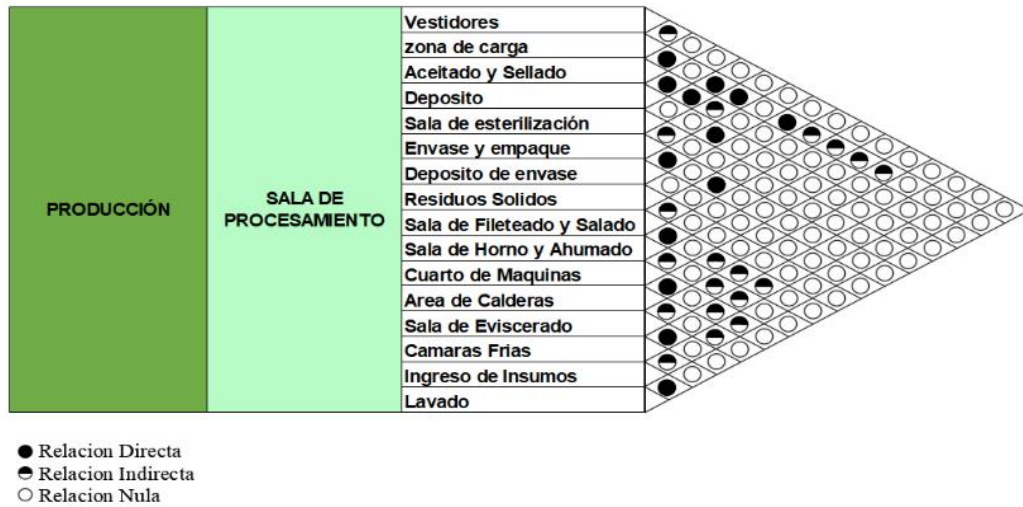 PRODUCCIÓN
SALA DE
PROCESAMIENTO
Vestidores
zona de carga
Aceitado y Sellado
Deposito
Sala de esterilización
Envase y empaque
Deposito de envase
Residuos Solidos
Sala de Fileteado y Salado
Sala de Horno y Ahumado
Cuarto de Maquinas
Area de Calderas
Sala de Eviscerado
Camaras Frias
Ingreso de Insumos
Lavado
Relacion Directa
Relacion Indirecta
Relacion Nula